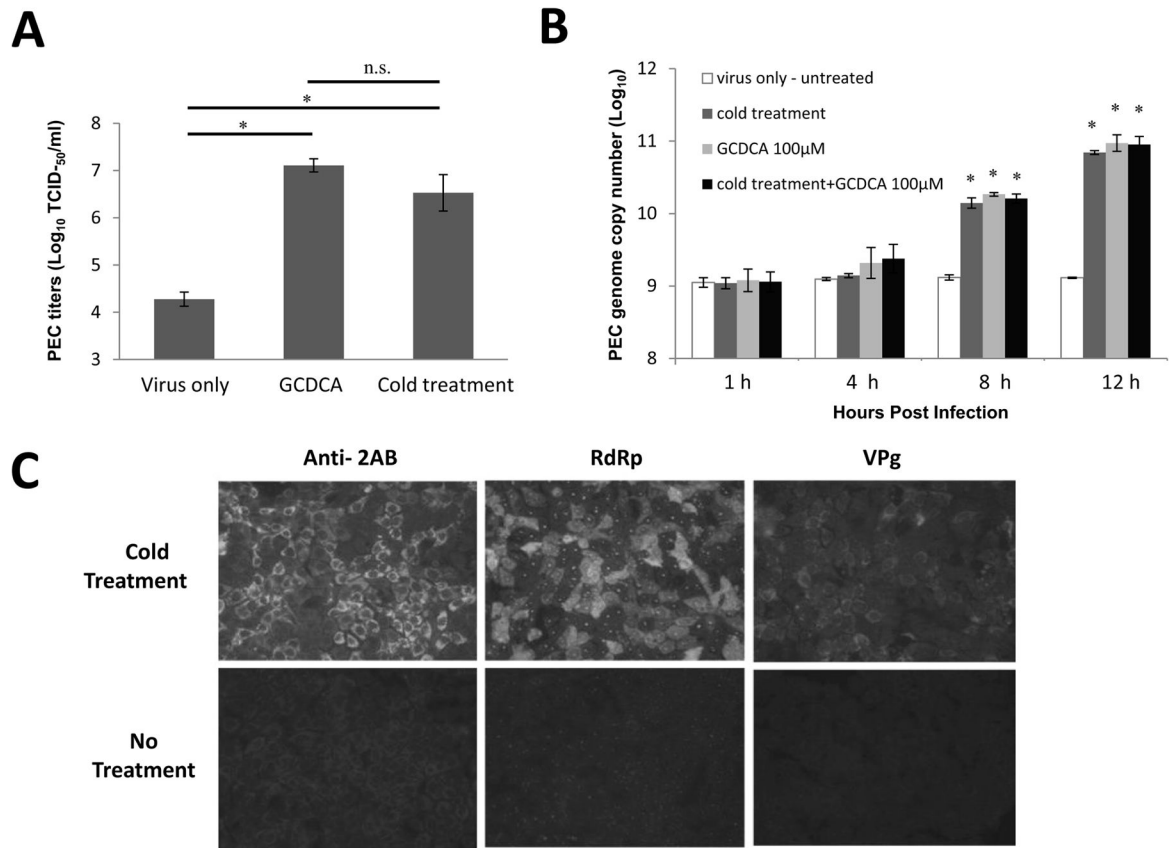 A
n.s.
*
*
PEC titers (Log10 TCID-50/ml)
8
7
6
5
4
3
Virus only
GCDCA
Cold treatment
B
PEC genome copy number (Log10)
12
11
10
9
8
virus only - untreated
cold treatment
GCDCA 100µM
cold treatment+GCDCA 100µM
* * *
* * *
1 h
4 h
8 h
12 h
Hours Post Infection
C
Anti- 2AB
RdRp
VPg
Cold
Treatment
No
Treatment